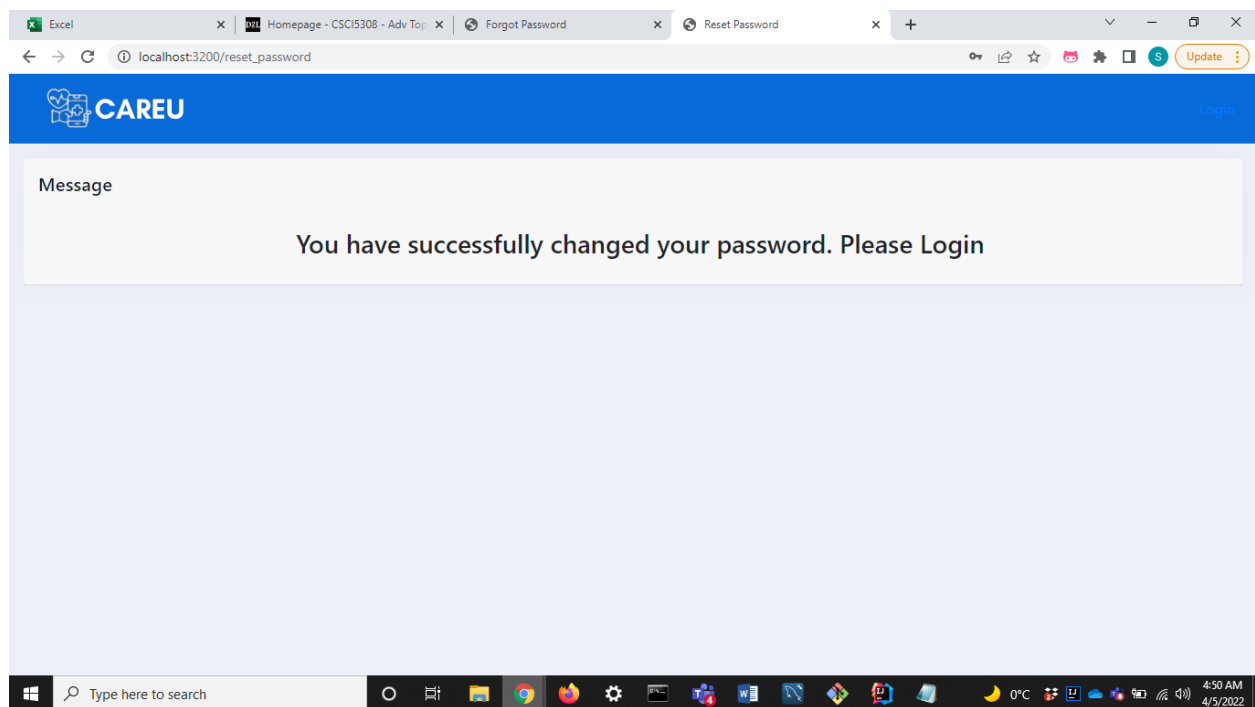 Excel
Homepage - CSCI5308 - Adv Top
Forgot Password
Reset Password
localhost:3200/reset_password
S
Update
CAREU
Login
Message
You have successfully changed your password. Please Login
Type here to search
4
0°C
4:50 AM
4/5/2022